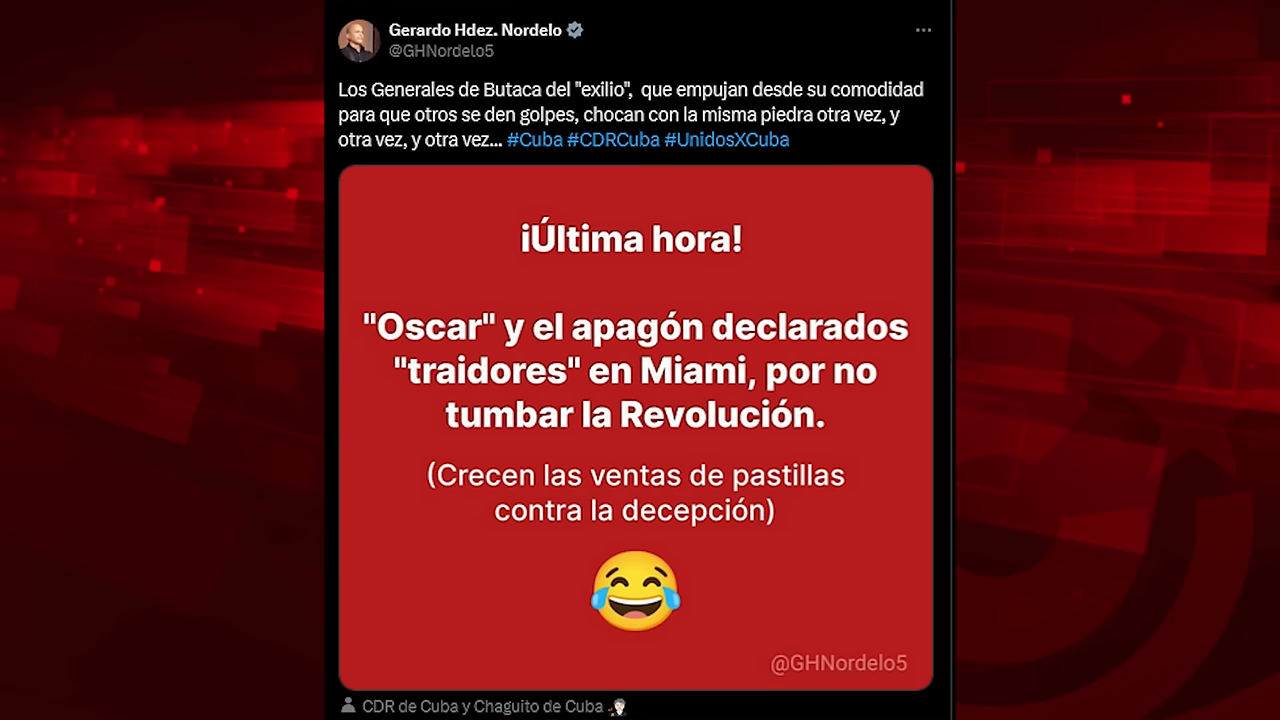 Gerardo Hdez. Nordelo
@GHNordelo5
Los Generales de Butaca del "exilio",  que empujan desde su comodidad
para que otros se den golpes, chocan con la misma piedra otra vez, y
otra vez, y otra vez... #Cuba #CDRCuba #UnidosXCuba
¡Última hora!
"Oscar" y el apagón declarados
"traidores" en Miami, por no
tumbar la Revolución.
(Crecen las ventas de pastillas
contra la decepción)
@GHNordelo5
CDR de Cuba y Chaguito de Cuba